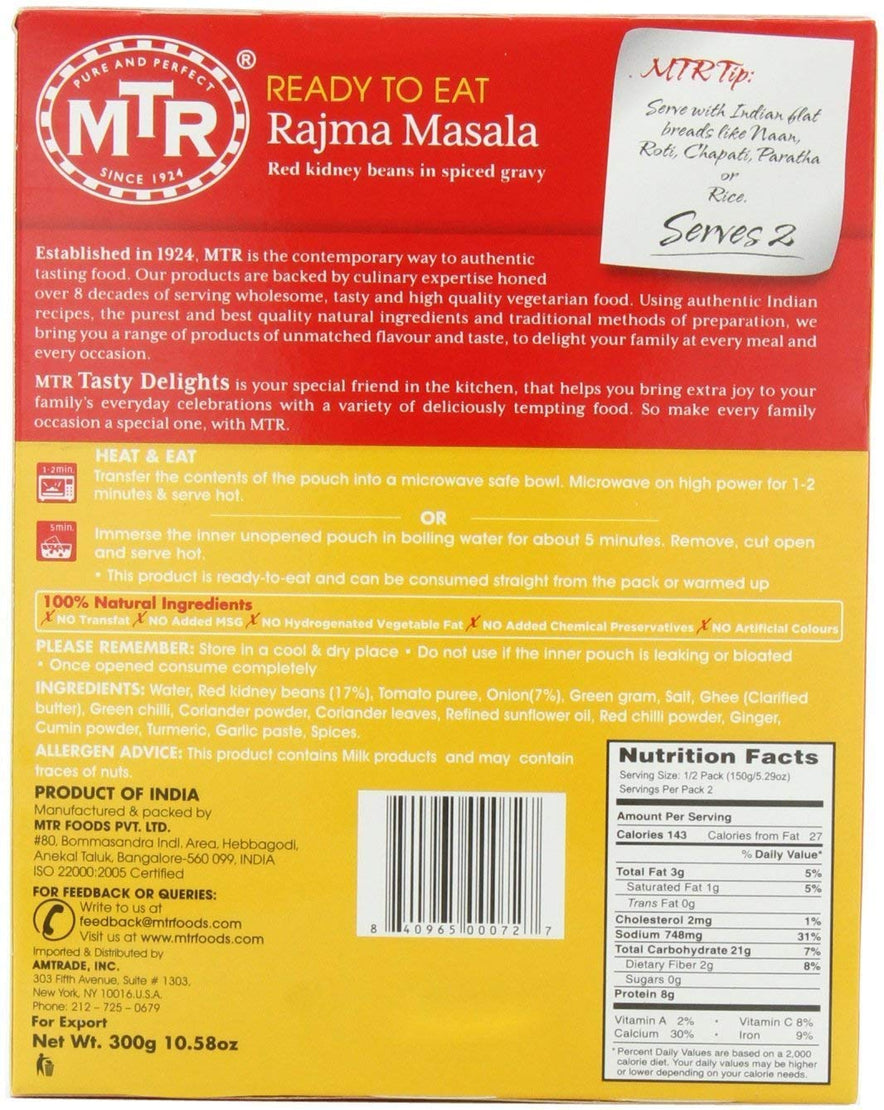 PURE AND PERFECT
MTR
SINCE 1924
®
READY TO EAT
Rajma Masala
Red kidney beans in spiced gravy
MTR Tip:
Serve with Indian flat
breads like Naan,
Roti, Chapati, Paratha
or
Rice.
Serves 2
Established in 1924, MTR is the contemporary way to authentic
tasting food. Our products are backed by culinary expertise honed
over 8 decades of serving wholesome, tasty and high quality vegetarian food. Using authentic Indian
recipes, the purest and best quality natural ingredients and traditional methods of preparation, we
bring you a range of products of unmatched flavour and taste, to delight your family at every meal and
every occasion.
MTR Tasty Delights is your special friend in the kitchen, that helps you bring extra joy to your
family's everyday celebrations with a variety of deliciously tempting food. So make every family
occasion a special one, with MTR.
HEAT & EAT
1-2min.
Transfer the contents of the pouch into a microwave safe bowl. Microwave on high power for 1-2
minutes & serve hot.
OR
5min.
Immerse the inner unopened pouch in boiling water for about 5 minutes. Remove, cut open
and serve hot.
• This product is ready-to-eat and can be consumed straight from the pack or warmed up
100% Natural Ingredients
✗ NO Transfat ✗ NO Added MSG ✗ NO Hydrogenated Vegetable Fat ✗ NO Added Chemical Preservatives ✗ NO Artificial Colours
PLEASE REMEMBER: Store in a cool & dry place • Do not use if the inner pouch is leaking or bloated
• Once opened consume completely
INGREDIENTS: Water, Red kidney beans (17%), Tomato puree, Onion(7%), Green gram, Salt, Ghee (Clarified
butter), Green chilli, Coriander powder, Coriander leaves, Refined sunflower oil, Red chilli powder, Ginger,
Cumin powder, Turmeric, Garlic paste, Spices.
ALLERGEN ADVICE: This product contains Milk products and may contain
traces of nuts.
PRODUCT OF INDIA
Manufactured & packed by
MTR FOODS PVT. LTD.
#80, Bommasandra Indl. Area, Hebbagodi,
Anekal Taluk, Bangalore-560 099, INDIA
ISO 22000:2005 Certified
FOR FEEDBACK OR QUERIES:
Write to us at
feedback@mtrfoods.com
Visit us at www.mtrfoods.com
Imported & Distributed by
AMTRADE, INC.
303 Fifth Avenue, Suite # 1303,
New York, NY 10016.U.S.A.
Phone: 212 – 725 – 0679
For Export
Net Wt. 300g 10.58oz
8 40965 00072 7
Nutrition Facts
Serving Size: 1/2 Pack (150g/5.29oz)
Servings Per Pack 2
Amount Per Serving
Calories 143 Calories from Fat 27
% Daily Value*
Total Fat 3g 5%
Saturated Fat 1g 5%
Trans Fat 0g
Cholesterol 2mg 1%
Sodium 748mg 31%
Total Carbohydrate 21g 7%
Dietary Fiber 2g 8%
Sugars 0g
Protein 8g
Vitamin A 2% • Vitamin C 8%
Calcium 30% • Iron 9%
*Percent Daily Values are based on a 2,000
calorie diet. Your daily values may be higher
or lower depending on your calorie needs.